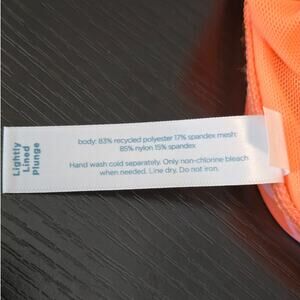 Lightly
Lined
Plunge
body: 83% recycled polyester 17% spandex mesh:
85% nylon 15% spandex
Hand wash cold separately. Only non-chlorine bleach
when needed. Line dry. Do not iron.